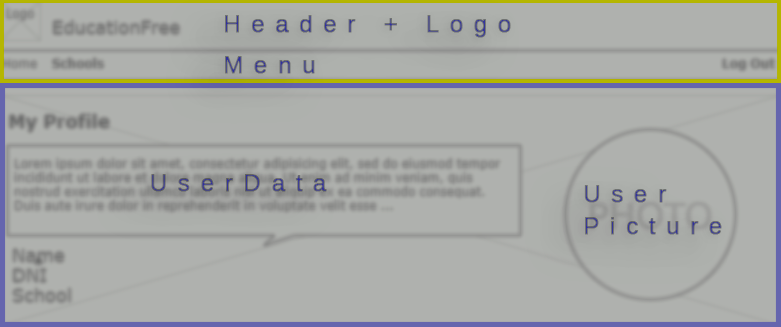 Logo
EducationFree
Header + Logo
Home Schools
Menu
Log Out
My Profile
Lorem ipsum dolor sit amet, consectetur adipisicing elit, sed do eiusmod tempor
incididunt ut labore et ad minim veniam, quis
nostrud exercitation ex ea commodo consequat.
Duis aute irure dolor in reprehenderit in voluptate velit esse ...
UserData
User
Picture
PHOTO
Name
DNI
School